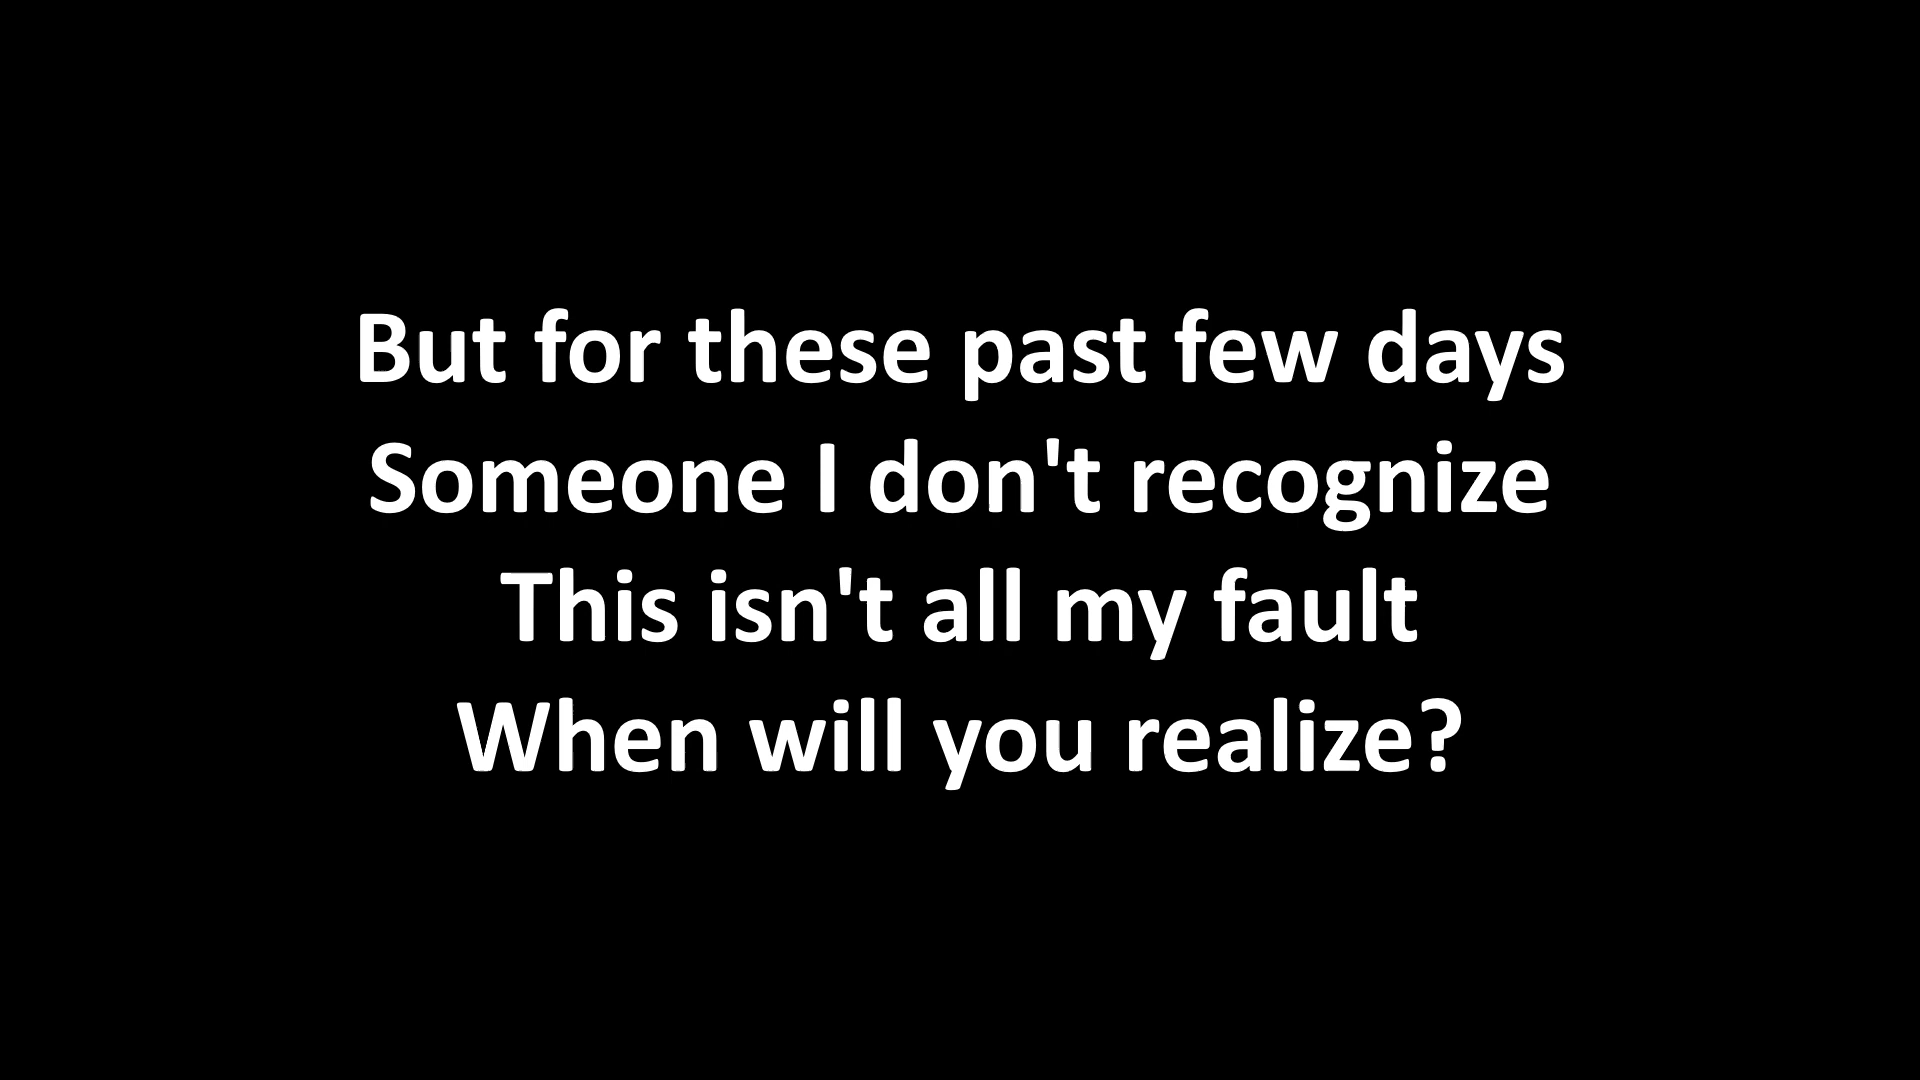 But for these past few days
Someone I don't recognize
This isn't all my fault
When will you realize?